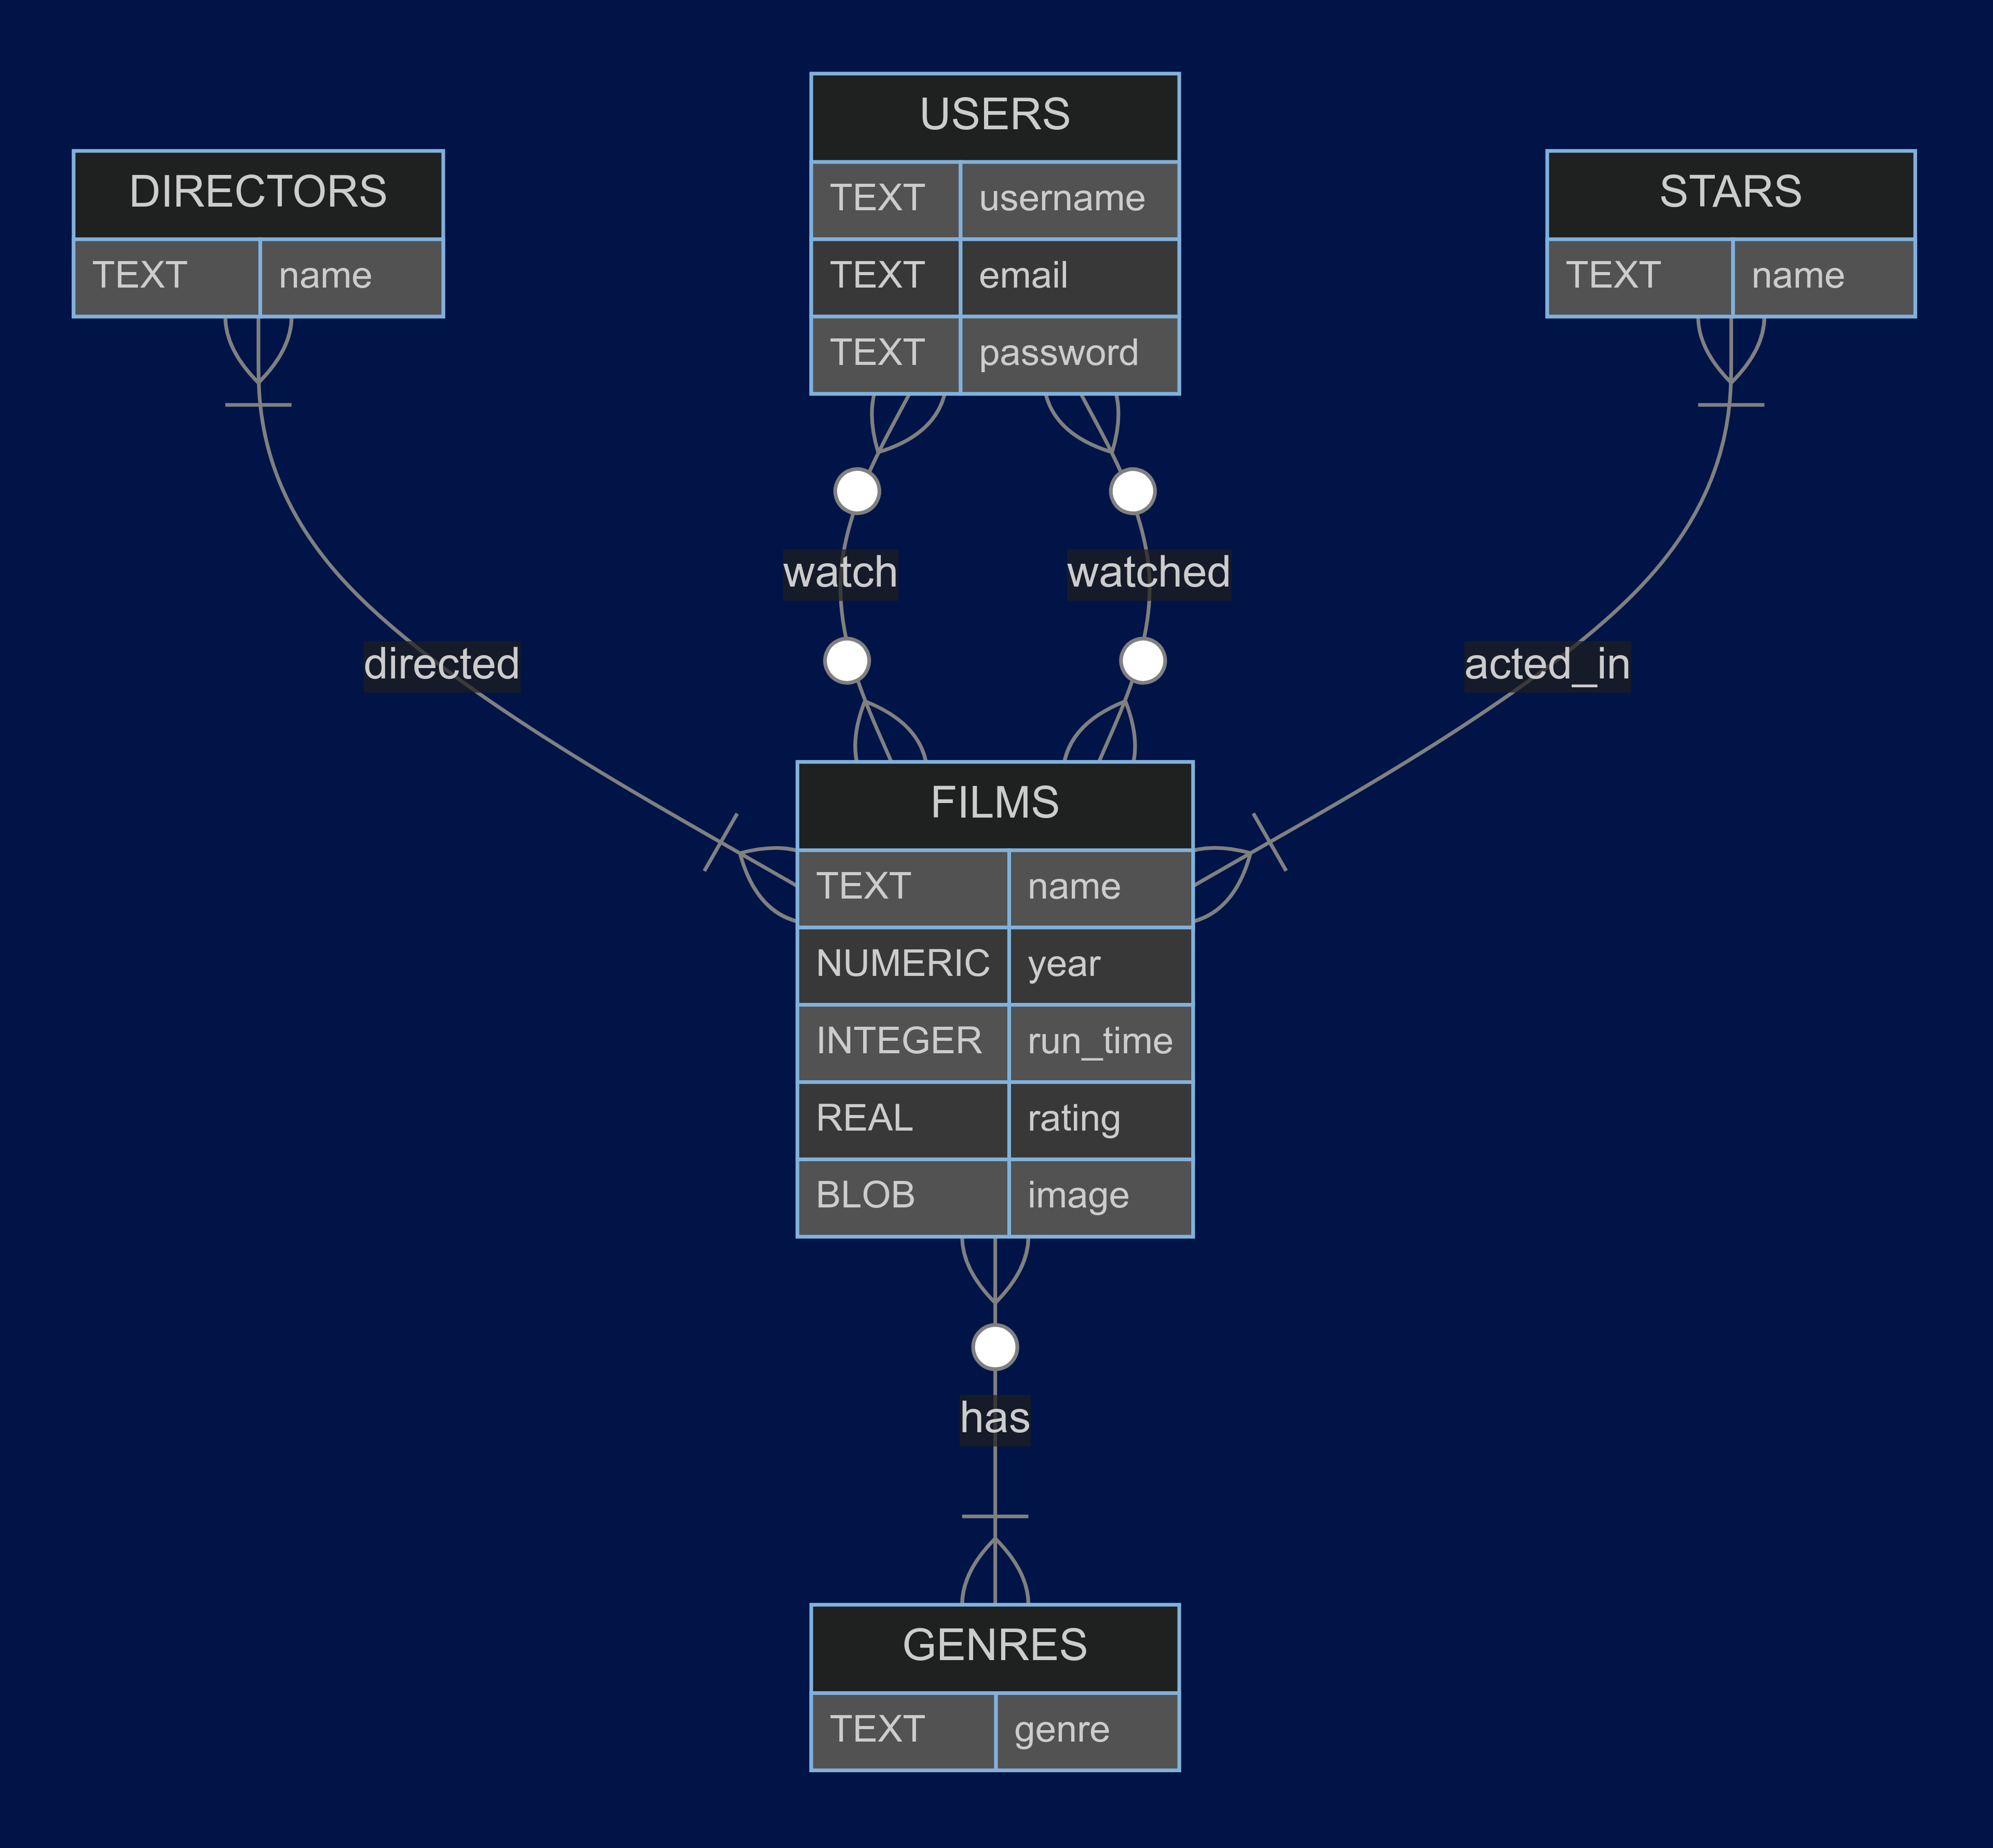 USERS
TEXT username
TEXT email
TEXT password
DIRECTORS
TEXT name
STARS
TEXT name
watch
watched
directed
acted_in
FILMS
TEXT name
NUMERIC year
INTEGER run_time
REAL rating
BLOB image
has
GENRES
TEXT genre